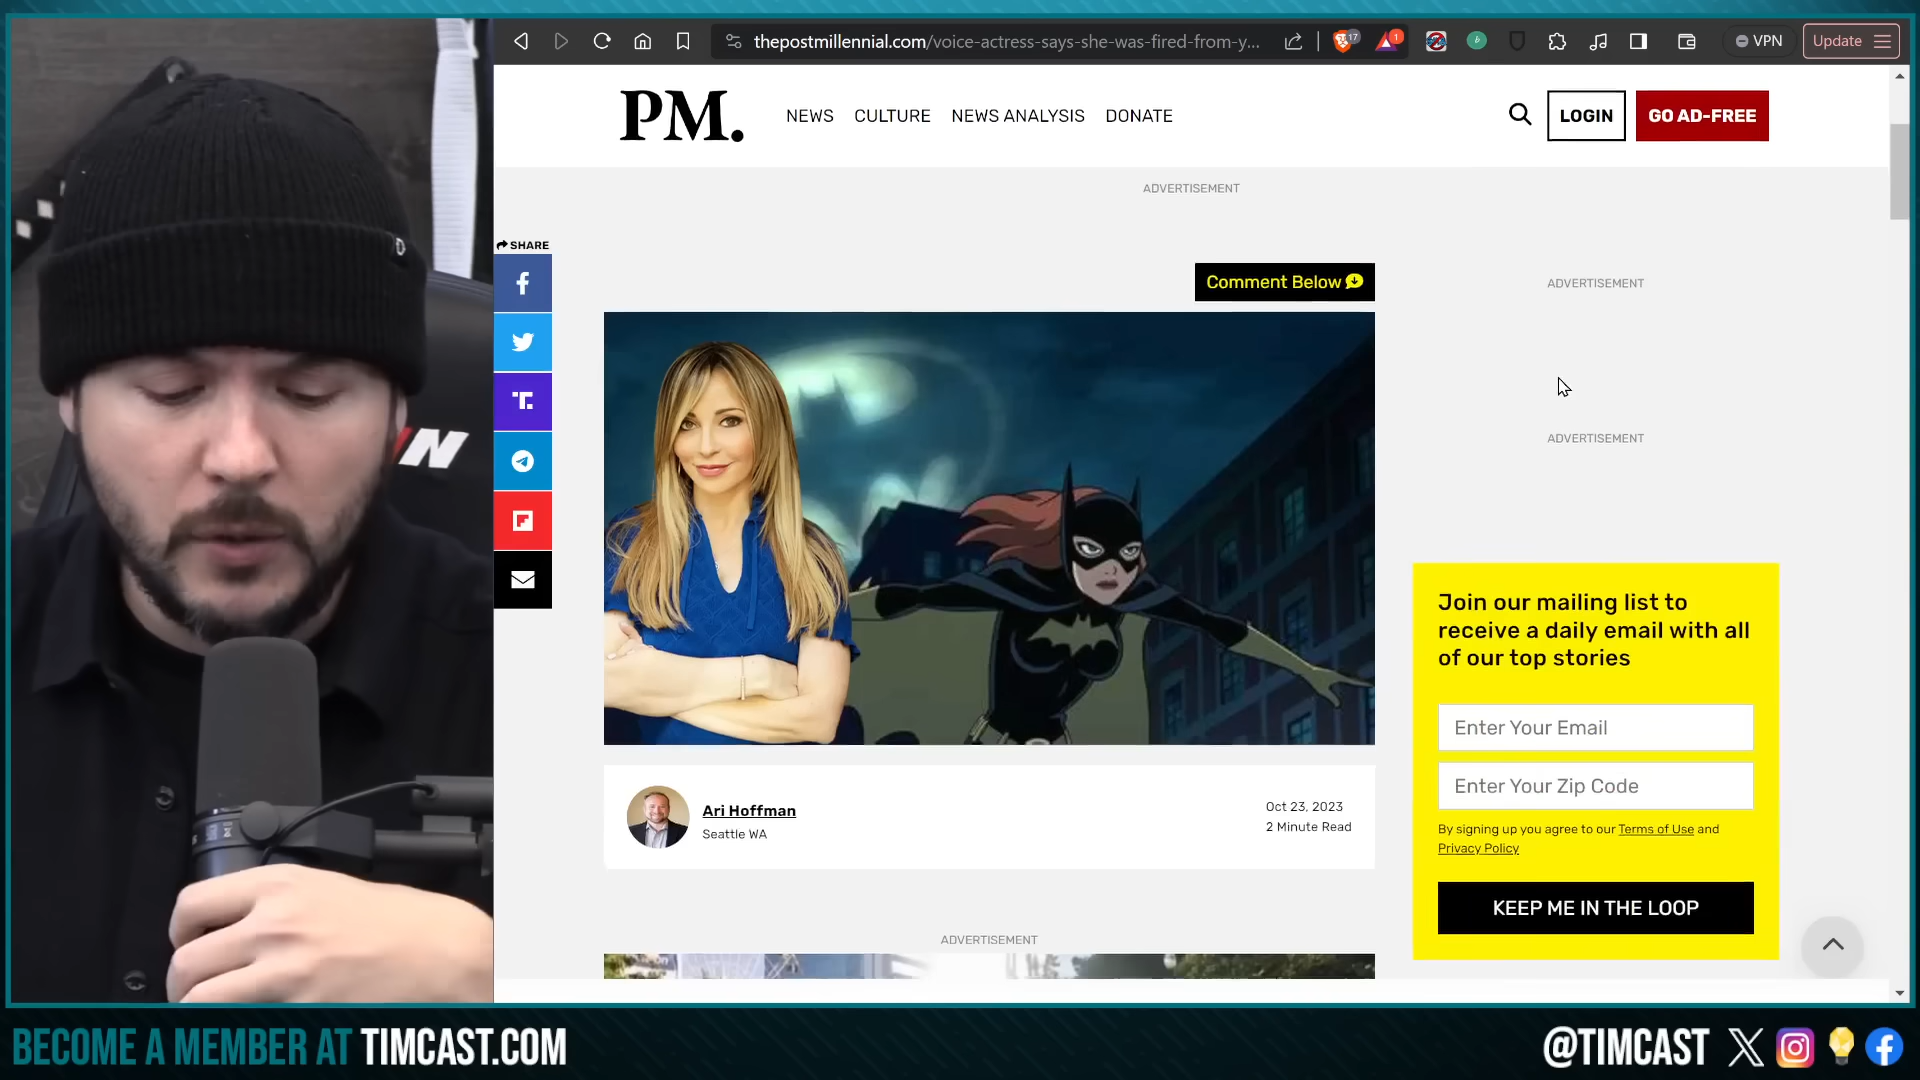 thepostmillennial.com/voice-actress-says-she-was-fired-from-y...
17
1
VPN
Update
PM.
NEWS
CULTURE
NEWS ANALYSIS
DONATE
LOGIN
GO AD-FREE
ADVERTISEMENT
SHARE
Comment Below
ADVERTISEMENT
ADVERTISEMENT
Join our mailing list to
receive a daily email with all
of our top stories
Enter Your Email
Enter Your Zip Code
By signing up you agree to our Terms of Use and
Privacy Policy
KEEP ME IN THE LOOP
Ari Hoffman
Seattle WA
Oct 23, 2023
2 Minute Read
ADVERTISEMENT
BECOME A MEMBER AT TIMCAST.COM
@TIMCAST